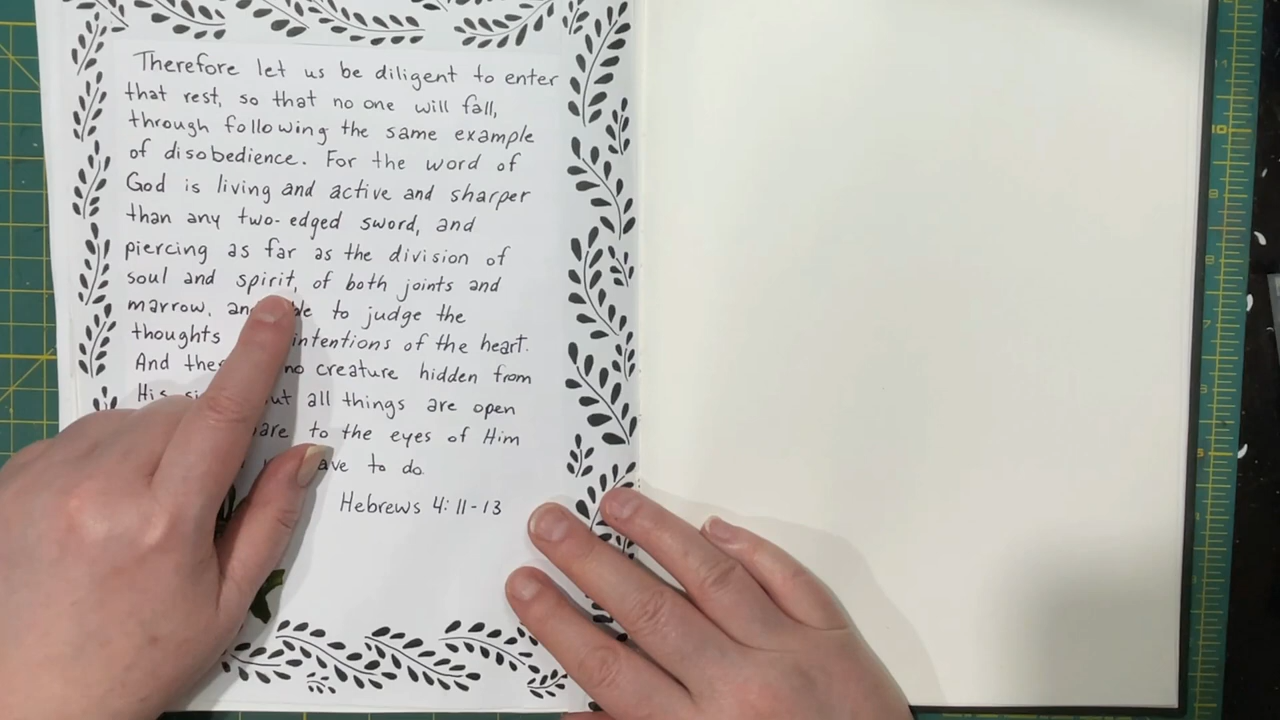 Therefore let us be diligent to enter
that rest, so that no one will fall,
through following the same example
of disobedience. For the word of
God is living and active and sharper
than any two-edged sword, and
piercing as far as the division of
soul and spirit, of both joints and
marrow, to judge the
thoughts intentions of the heart.
And no creature hidden from
His all things are open
to the eyes of Him
to do.
Hebrews 4:11-13